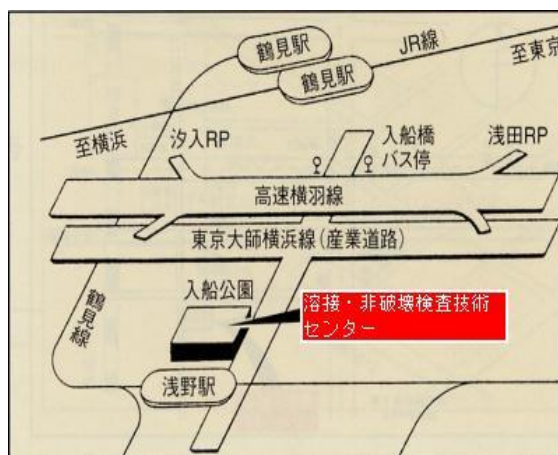 鶴見駅
JR線
至東京
鶴見駅
至横浜
汐入RP
入船橋
バス停
浅田RP
高速横羽線
東京大師横浜線(産業道路)
入船公園
溶接・非破壊検査技術
センター
鶴見線
浅野駅